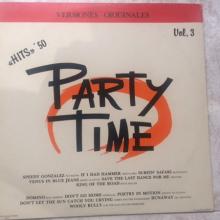 VERSIONES ORIGINALES
«HITS» '50
Vol. 3
PARTY
TIME
SPEEDY GONZALEZ IF I HAD HAMMER SURFIN' SAFARI
VENUS IN BLUE JEANS SAVE THE LAST DANCE FOR ME
KING OF THE ROAD
DOMINO DON'T GO HOME POETRY IN MOTION
DON'T LET THE SUN CATCH YOU CRYING RUNAWAY
WOOLY BULLY